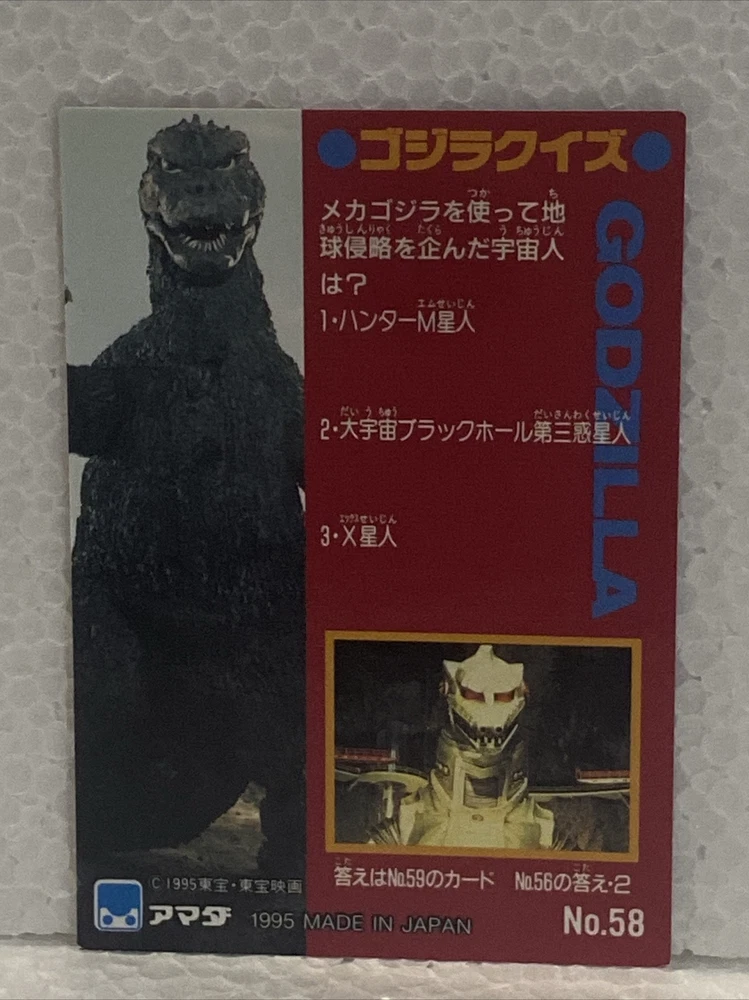 ゴジラクイズ
GODZILLA
メカゴジラを使って地
球侵略を企んだ宇宙人
は?
1・ハンターM星人
2・大宇宙ブラックホール第三惑星人
3・X星人
答えはNo.59のカード No.56の答え・2
©1995東宝・東宝映画
アマダ 1995 MADE IN JAPAN
No.58